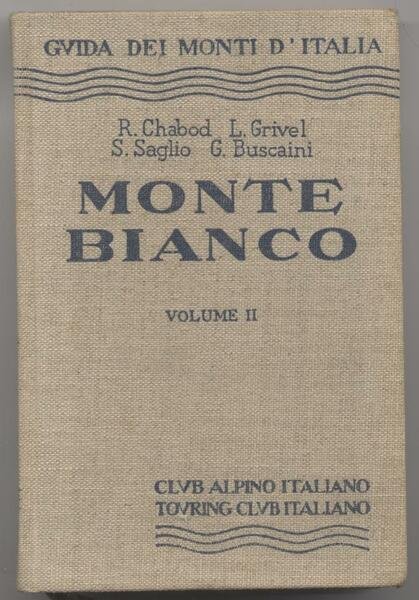 GVIDA DEI MONTI D'ITALIA
R. Chabod L. Grivel
S. Saglio G. Buscaini
MONTE
BIANCO
VOLUME II
CLVB ALPINO ITALIANO
TOVRING CLVB ITALIANO